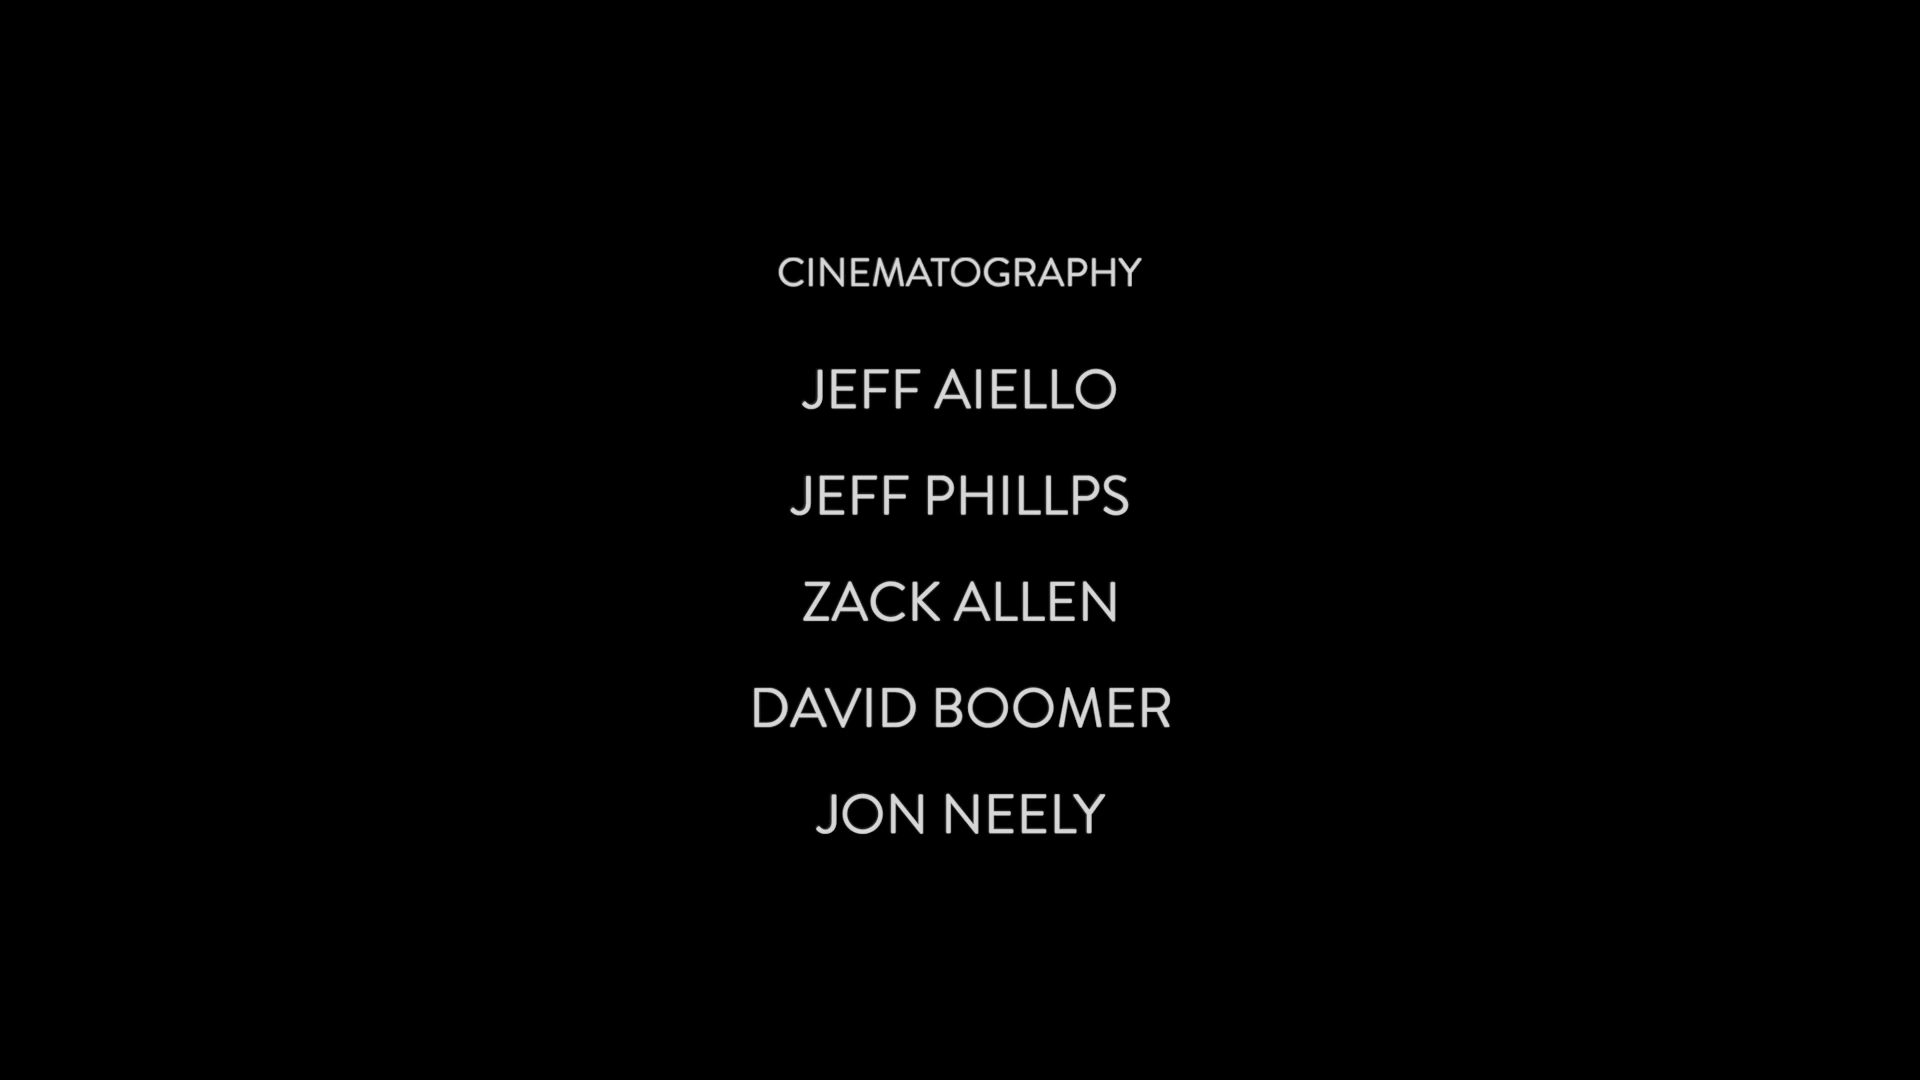 CINEMATOGRAPHY
JEFF AIELLO
JEFF PHILLPS
ZACK ALLEN
DAVID BOOMER
JON NEELY